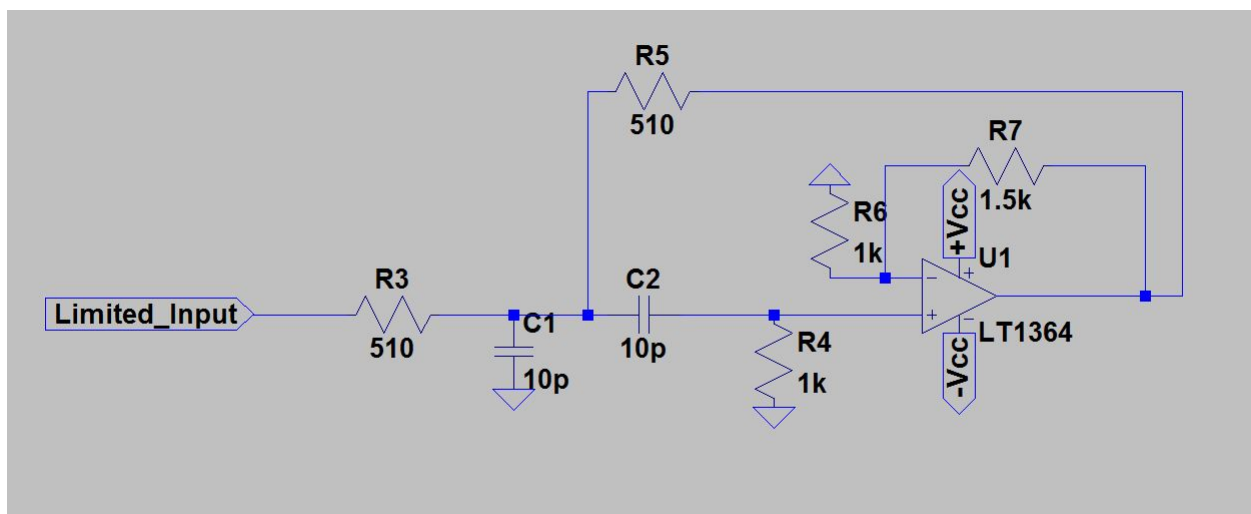 R5
510
R7
1.5k
+Vcc
R6
1k
U1
R3
C2
Limited_Input
C1
510
10p
R4
LT1364
10p
1k
-Vcc